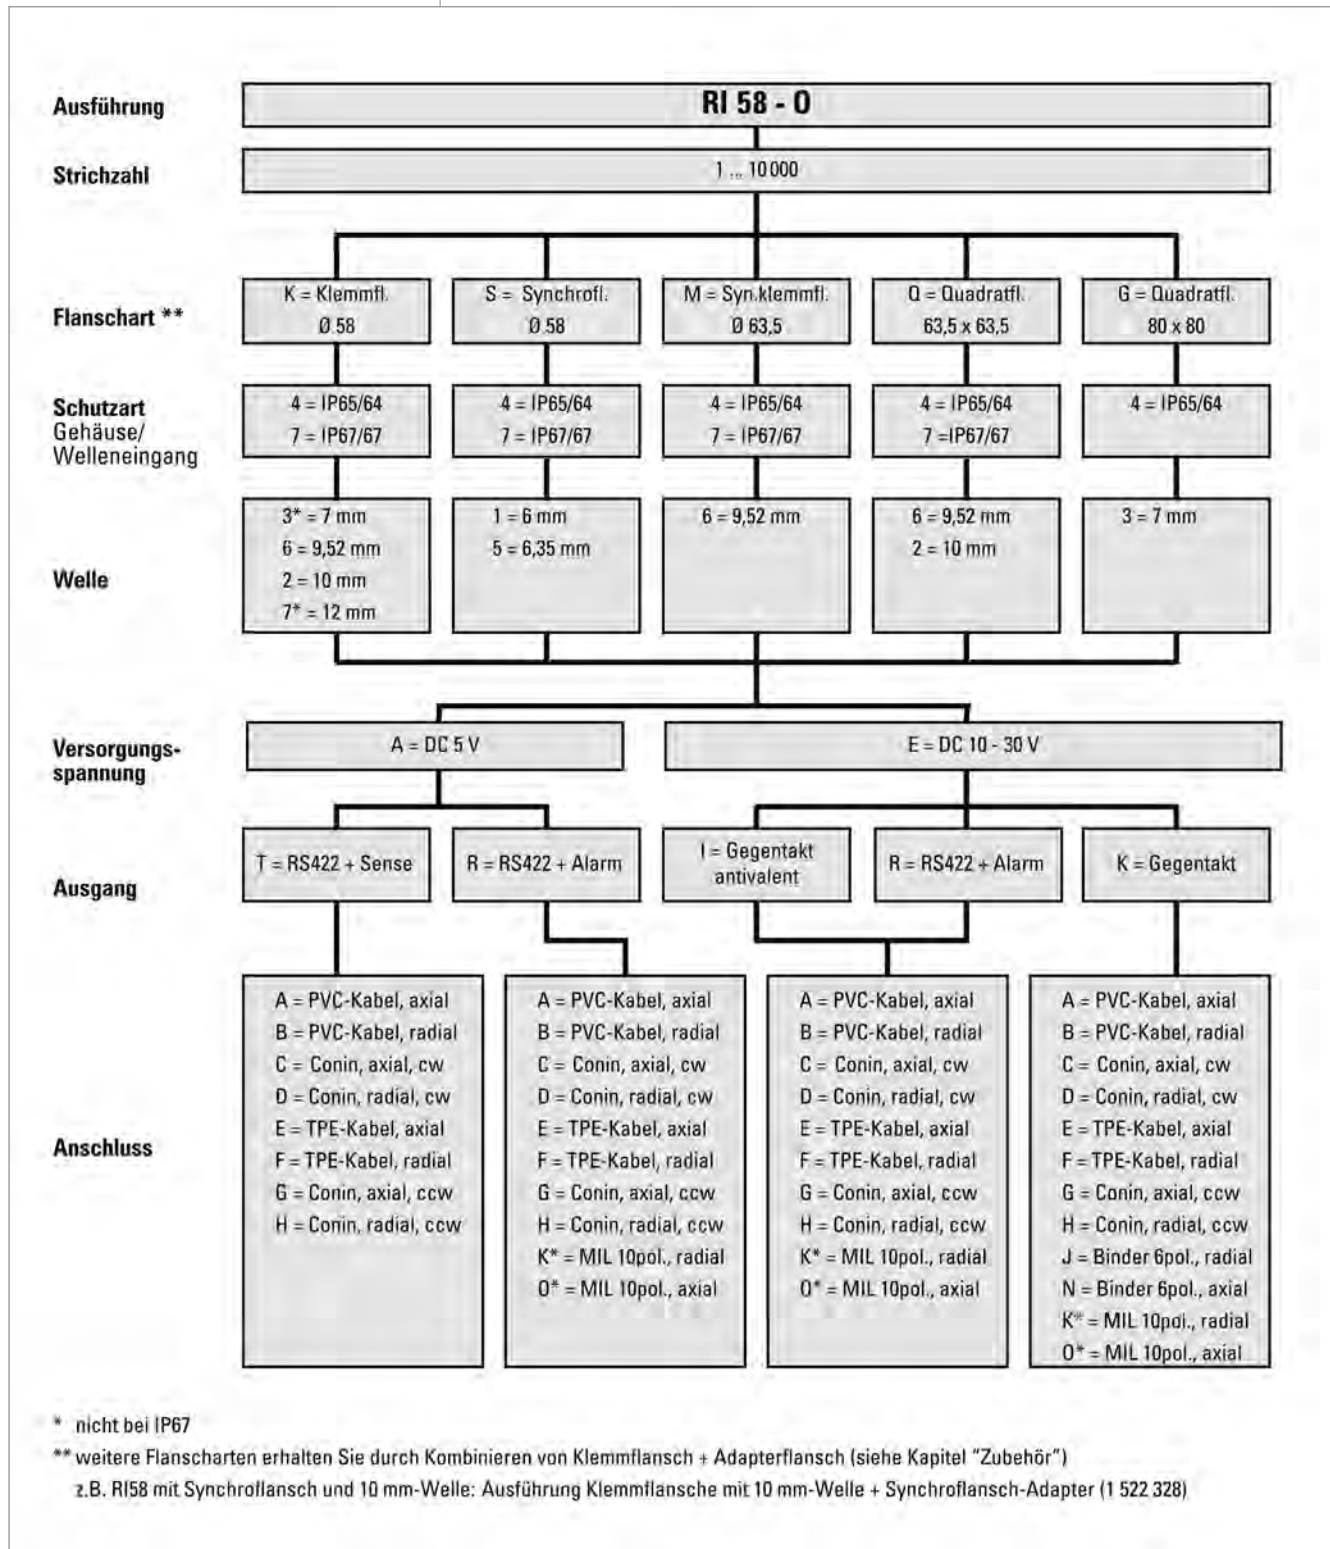 Ausführung
RI 58 - O
Strichzahl
1 ... 10 000
Flanschart **
K = Klemmfl.
Ø 58
S = Synchrofl.
Ø 58
M = Syn.klemmfl.
Ø 63,5
Q = Quadratfl.
63,5 x 63,5
G = Quadratfl.
80 x 80
Schutzart
Gehäuse/
Welleneingang
4 = IP65/64
7 = IP67/67
4 = IP65/64
7 = IP67/67
4 = IP65/64
7 = IP67/67
4 = IP65/64
7 =IP67/67
4 = IP65/64
Welle
3* = 7 mm
6 = 9,52 mm
2 = 10 mm
7* = 12 mm
1 = 6 mm
5 = 6,35 mm
6 = 9,52 mm
6 = 9,52 mm
2 = 10 mm
3 = 7 mm
Versorgungs-
spannung
A = DC 5 V
E = DC 10 - 30 V
Ausgang
T = RS422 + Sense
R = RS422 + Alarm
I = Gegentakt
antivalent
R = RS422 + Alarm
K = Gegentakt
Anschluss
A = PVC-Kabel, axial
B = PVC-Kabel, radial
C = Conin, axial, cw
D = Conin, radial, cw
E = TPE-Kabel, axial
F = TPE-Kabel, radial
G = Conin, axial, ccw
H = Conin, radial, ccw
A = PVC-Kabel, axial
B = PVC-Kabel, radial
C = Conin, axial, cw
D = Conin, radial, cw
E = TPE-Kabel, axial
F = TPE-Kabel, radial
G = Conin, axial, ccw
H = Conin, radial, ccw
K* = MIL 10pol., radial
O* = MIL 10pol., axial
A = PVC-Kabel, axial
B = PVC-Kabel, radial
C = Conin, axial, cw
D = Conin, radial, cw
E = TPE-Kabel, axial
F = TPE-Kabel, radial
G = Conin, axial, ccw
H = Conin, radial, ccw
K* = MIL 10pol., radial
O* = MIL 10pol., axial
A = PVC-Kabel, axial
B = PVC-Kabel, radial
C = Conin, axial, cw
D = Conin, radial, cw
E = TPE-Kabel, axial
F = TPE-Kabel, radial
G = Conin, axial, ccw
H = Conin, radial, ccw
J = Binder 6pol., radial
N = Binder 6pol., axial
K* = MIL 10pol., radial
O* = MIL 10pol., axial
* nicht bei IP67
** weitere Flanscharten erhalten Sie durch Kombinieren von Klemmflansch + Adapterflansch (siehe Kapitel "Zubehör")
z.B. RI58 mit Synchroflansch und 10 mm-Welle: Ausführung Klemmflansche mit 10 mm-Welle + Synchroflansch-Adapter (1 522 328)